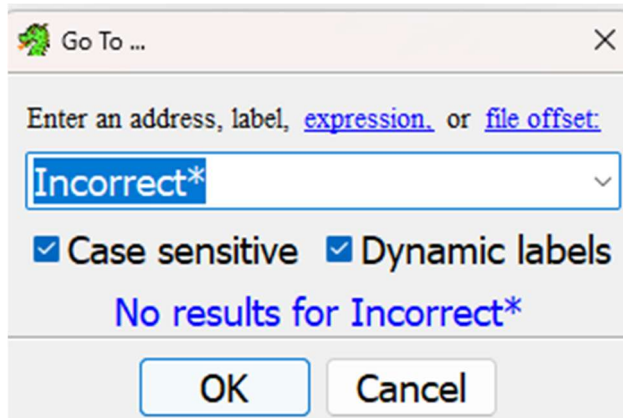 Go To ...
Enter an address, label, expression, or file offset:
Incorrect*
Case sensitive Dynamic labels
No results for Incorrect*
OK Cancel